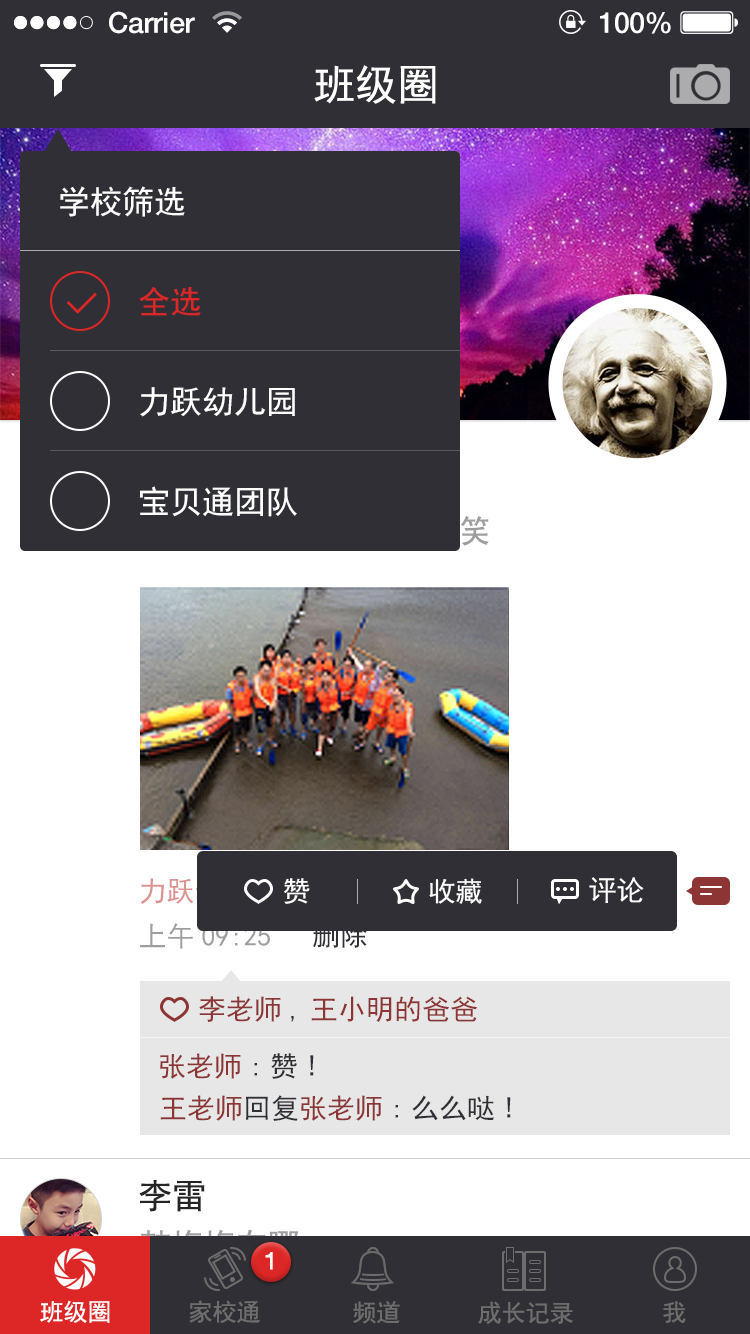 Carrier 100%
班级圈
学校筛选
全选
力跃幼儿园
宝贝通团队
笑
赞 收藏 评论
力跃
上午 09:25 删除
李老师，王小明的爸爸
张老师：赞！
王老师回复张老师：么么哒！
李雷
1
班级圈 家校通 频道 成长记录 我